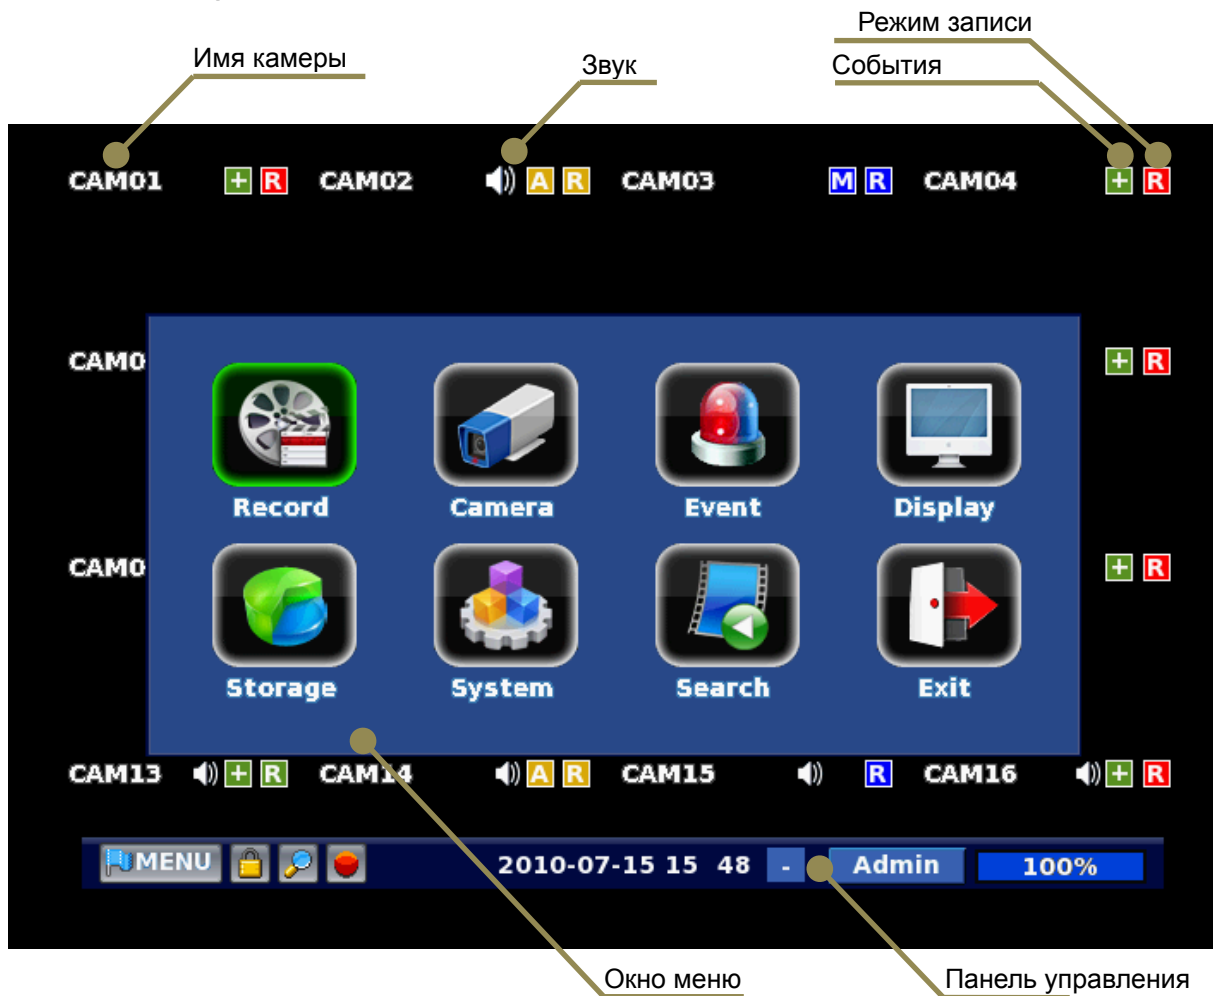 Режим записи
Имя камеры Звук События
CAM01 + R CAM02 A R CAM03 M R CAM04 + R
CAM0 + R
Record Camera Event Display
CAM0 + R
Storage System Search Exit
CAM13 + R CAM14 A R CAM15 R CAM16 + R
MENU 2010-07-15 15 48 - Admin 100%
Окно меню Панель управления